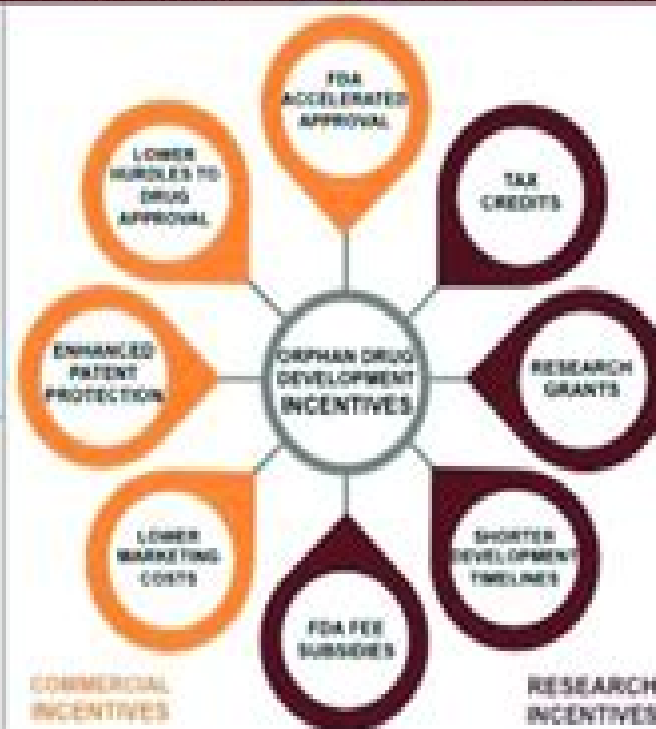 FDA
ACCELERATED
APPROVAL
LOWER
HURDLES TO
DRUG
APPROVAL
TAX
CREDITS
ENHANCED
PATENT
PROTECTION
ORPHAN DRUG
DEVELOPMENT
INCENTIVES
RESEARCH
GRANTS
LOWER
MARKETING
COSTS
SHORTER
DEVELOPMENT
TIMELINES
FDA FEE
SUBSIDIES
COMMERCIAL
INCENTIVES
RESEARCH
INCENTIVES